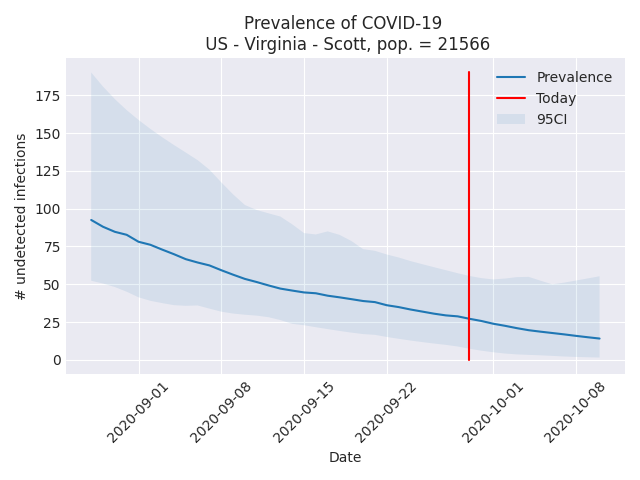 Prevalence of COVID-19
US - Virginia - Scott, pop. = 21566
Prevalence
Today
95CI
# undetected infections
175
150
125
100
75
50
25
0
2020-09-01
2020-09-08
2020-09-15
2020-09-22
2020-10-01
2020-10-08
Date